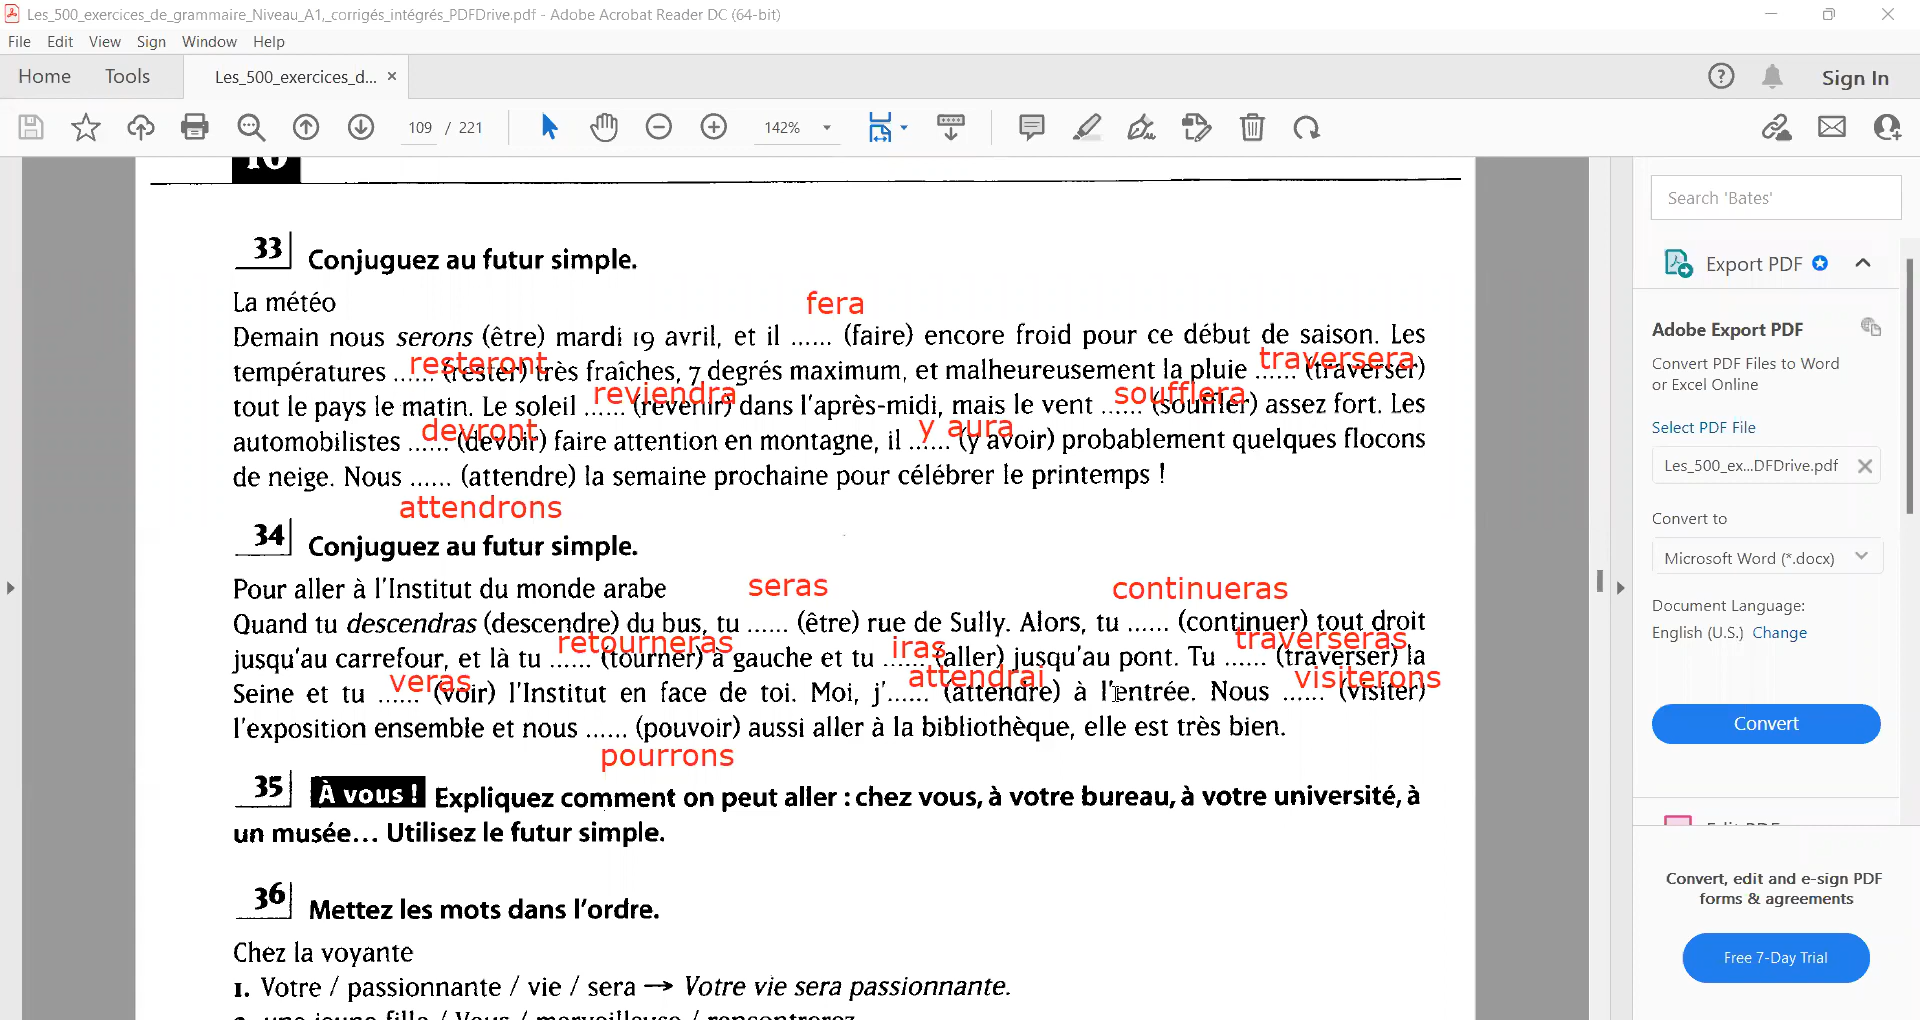 Les_500_exercices_de_grammaire_Niveau_A1,_corrigés_intégrés_PDFDrive.pdf - Adobe Acrobat Reader DC (64-bit)
File Edit View Sign Window Help
Home Tools Les_500_exercices_d... × Sign In
109 / 221 142%
Search 'Bates'
33 Conjuguez au futur simple.
Export PDF
La météo
fera
Demain nous serons (être) mardi 19 avril, et il ...... (faire) encore froid pour ce début de saison. Les
resteront traversera
températures ...... (rester) très fraîches, 7 degrés maximum, et malheureusement la pluie ...... (traverser)
reviendra soufflera
tout le pays le matin. Le soleil ...... (revenir) dans l'après-midi, mais le vent ...... (souffler) assez fort. Les
devront y aura
automobilistes ...... (devoir) faire attention en montagne, il ...... (y avoir) probablement quelques flocons
de neige. Nous ...... (attendre) la semaine prochaine pour célébrer le printemps !
attendrons
34 Conjuguez au futur simple.
Pour aller à l'Institut du monde arabe
seras continueras
Quand tu descendras (descendre) du bus, tu ...... (être) rue de Sully. Alors, tu ...... (continuer) tout droit
retourneras iras traverseras
jusqu'au carrefour, et là tu ...... (tourner) à gauche et tu ...... (aller) jusqu'au pont. Tu ...... (traverser) la
veras attendrai visiterons
Seine et tu ...... (voir) l'Institut en face de toi. Moi, j'...... (attendre) à l'entrée. Nous ...... (visiter)
l'exposition ensemble et nous ...... (pouvoir) aussi aller à la bibliothèque, elle est très bien.
pourrons
35 À vous ! Expliquez comment on peut aller : chez vous, à votre bureau, à votre université, à
un musée... Utilisez le futur simple.
36 Mettez les mots dans l'ordre.
Chez la voyante
1. Votre / passionnante / vie / sera → Votre vie sera passionnante.
2. une jeune fille / Vous / merveilleuse / rencontrerez
Adobe Export PDF
Convert PDF Files to Word
or Excel Online
Select PDF File
Les_500_ex...DFDrive.pdf
Convert to
Microsoft Word (*.docx)
Document Language:
English (U.S.) Change
Convert
Edit PDF
Convert, edit and e-sign PDF
forms & agreements
Free 7-Day Trial